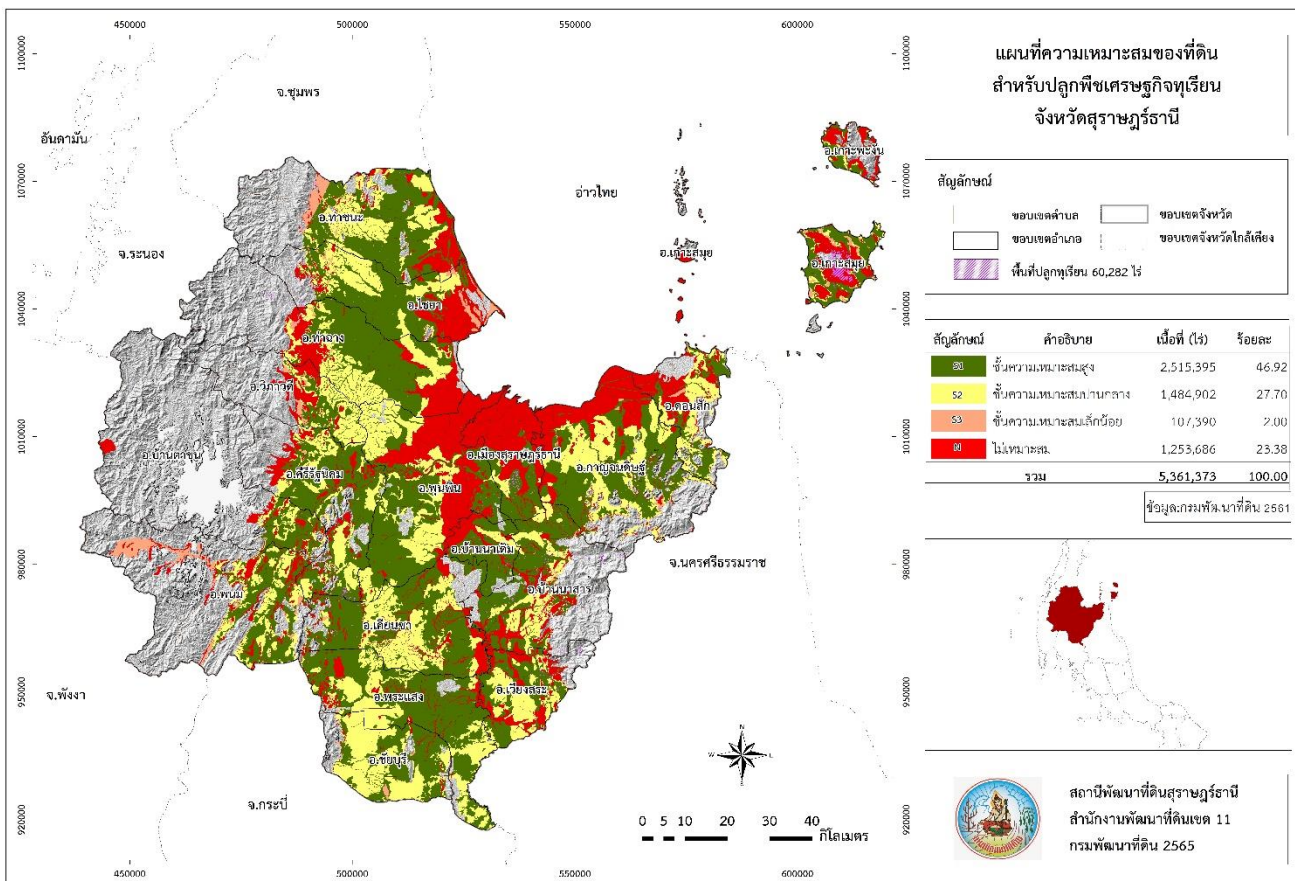 แผนที่ความเหมาะสมของที่ดิน
สำหรับปลูกพืชเศรษฐกิจทุเรียน
จังหวัดสุราษฎร์ธานี
สัญลักษณ์
ขอบเขตตำบล
ขอบเขตจังหวัด
ขอบเขตอำเภอ
ขอบเขตจังหวัดใกล้เคียง
พื้นที่ปลูกทุเรียน 60,282 ไร่
สัญลักษณ์ คำอธิบาย เนื้อที่ (ไร่) ร้อยละ
S1 ชั้นความเหมาะสมสูง 2,515,395 46.92
S2 ชั้นความเหมาะสมปานกลาง 1,484,902 27.70
S3 ชั้นความเหมาะสมเล็กน้อย 107,390 2.00
N ไม่เหมาะสม 1,253,686 23.38
รวม 5,361,373 100.00
ข้อมูล:กรมพัฒนาที่ดิน 2561
สถานีพัฒนาที่ดินสุราษฎร์ธานี
สำนักงานพัฒนาที่ดินเขต 11
กรมพัฒนาที่ดิน 2565
450000 500000 550000 600000
1100000 1100000
จ.ชุมพร
อันดามัน
อ.เกาะพะงัน
1070000 1070000
อ่าวไทย
อ.ท่าชนะ
จ.ระนอง
อ.เกาะสมุย
อ.เกาะสมุย
อ.ไชยา
1040000 1040000
อ.ท่าฉาง
อ.วิภาวดี
อ.ดอนสัก
1010000 1010000
อ.บ้านตาขุน
อ.เมืองสุราษฎร์ธานี
อ.กาญจนดิษฐ์
อ.คีรีรัฐนิคม
อ.พุนพิน
อ.บ้านนาเดิม
จ.นครศรีธรรมราช
980000 980000
อ.บ้านนาสาร
อ.พนม
อ.เคียนซา
อ.เวียงสระ
อ.พระแสง
จ.พังงา
950000 950000
อ.ชัยบุรี
N
W
S
จ.กระบี่
920000 920000
0 5 10 20 30 40
กิโลเมตร
450000 500000 550000 600000